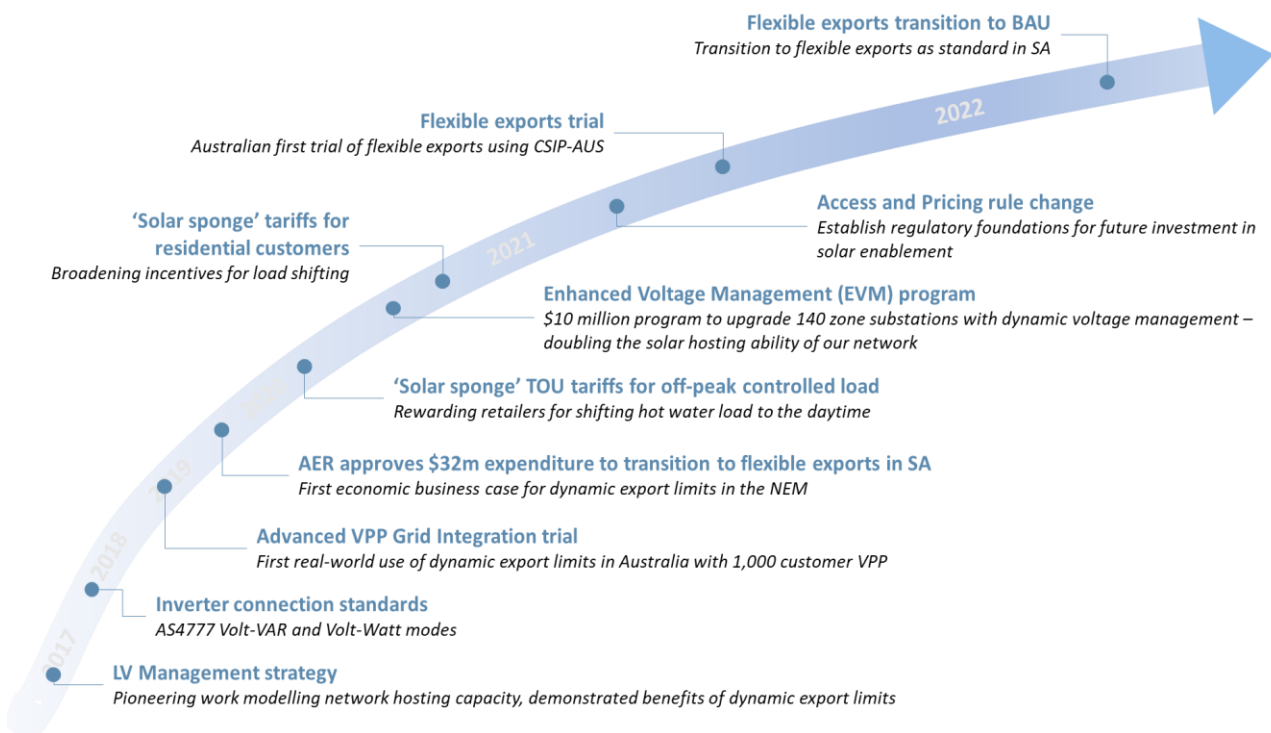 Flexible exports transition to BAU
Transition to flexible exports as standard in SA
2022
Flexible exports trial
Australian first trial of flexible exports using CSIP-AUS
Access and Pricing rule change
Establish regulatory foundations for future investment in
solar enablement
‘Solar sponge’ tariffs for
residential customers
Broadening incentives for load shifting
2021
Enhanced Voltage Management (EVM) program
$10 million program to upgrade 140 zone substations with dynamic voltage management –
doubling the solar hosting ability of our network
‘Solar sponge’ TOU tariffs for off-peak controlled load
Rewarding retailers for shifting hot water load to the daytime
2020
AER approves $32m expenditure to transition to flexible exports in SA
First economic business case for dynamic export limits in the NEM
2019
Advanced VPP Grid Integration trial
First real-world use of dynamic export limits in Australia with 1,000 customer VPP
2018
Inverter connection standards
AS4777 Volt-VAR and Volt-Watt modes
2017
LV Management strategy
Pioneering work modelling network hosting capacity, demonstrated benefits of dynamic export limits